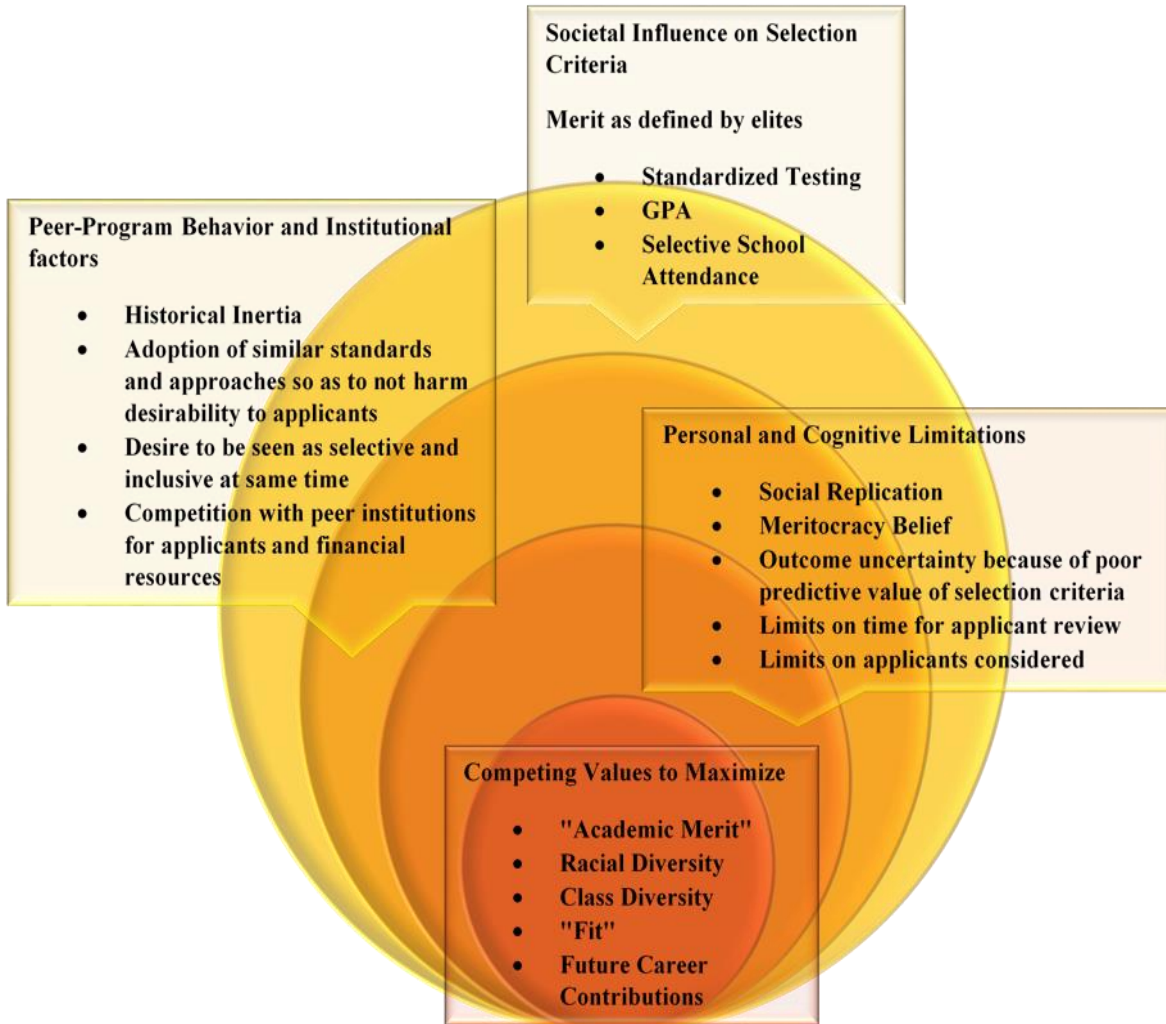 Societal Influence on Selection
Criteria
Merit as defined by elites
• Standardized Testing
• GPA
• Selective School
Attendance
Peer-Program Behavior and Institutional
factors
• Historical Inertia
• Adoption of similar standards
and approaches so as to not harm
desirability to applicants
• Desire to be seen as selective and
inclusive at same time
• Competition with peer institutions
for applicants and financial
resources
Personal and Cognitive Limitations
• Social Replication
• Meritocracy Belief
• Outcome uncertainty because of poor
predictive value of selection criteria
• Limits on time for applicant review
• Limits on applicants considered
Competing Values to Maximize
• "Academic Merit"
• Racial Diversity
• Class Diversity
• "Fit"
• Future Career
Contributions